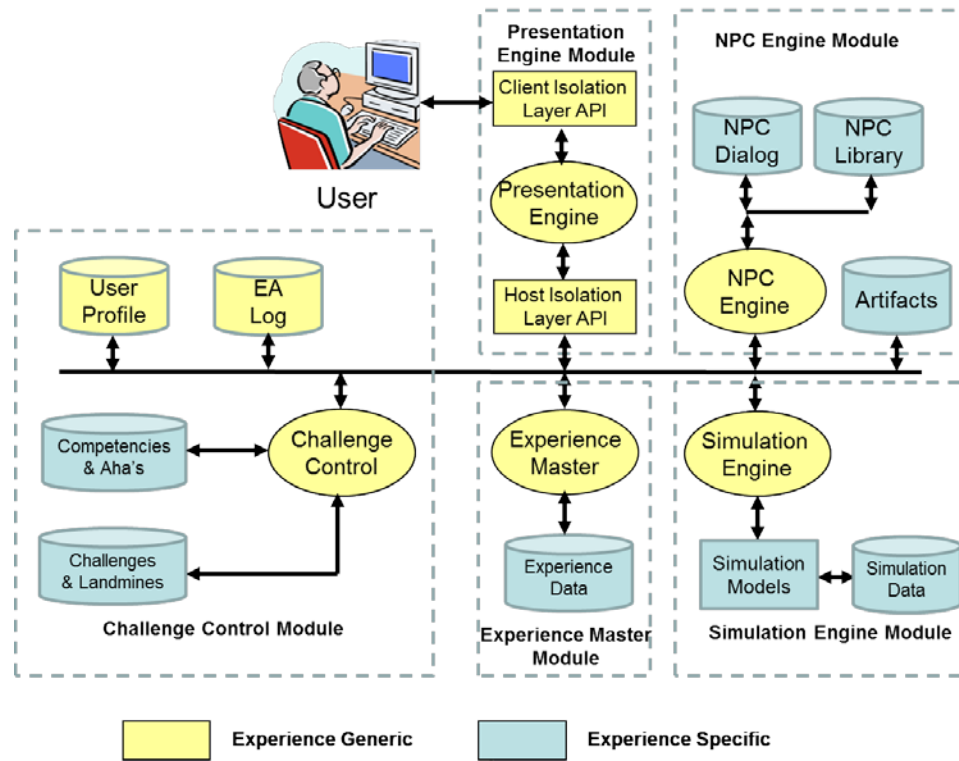 Presentation
Engine Module
Client Isolation
Layer API
Presentation
Engine
Host Isolation
Layer API
User
NPC Engine Module
NPC
Dialog
NPC
Library
NPC
Engine
Artifacts
User
Profile
EA
Log
Competencies
& Aha's
Challenge
Control
Challenges
& Landmines
Challenge Control Module
Experience
Master
Experience
Data
Experience Master
Module
Simulation
Engine
Simulation
Models
Simulation
Data
Simulation Engine Module
Experience Generic
Experience Specific